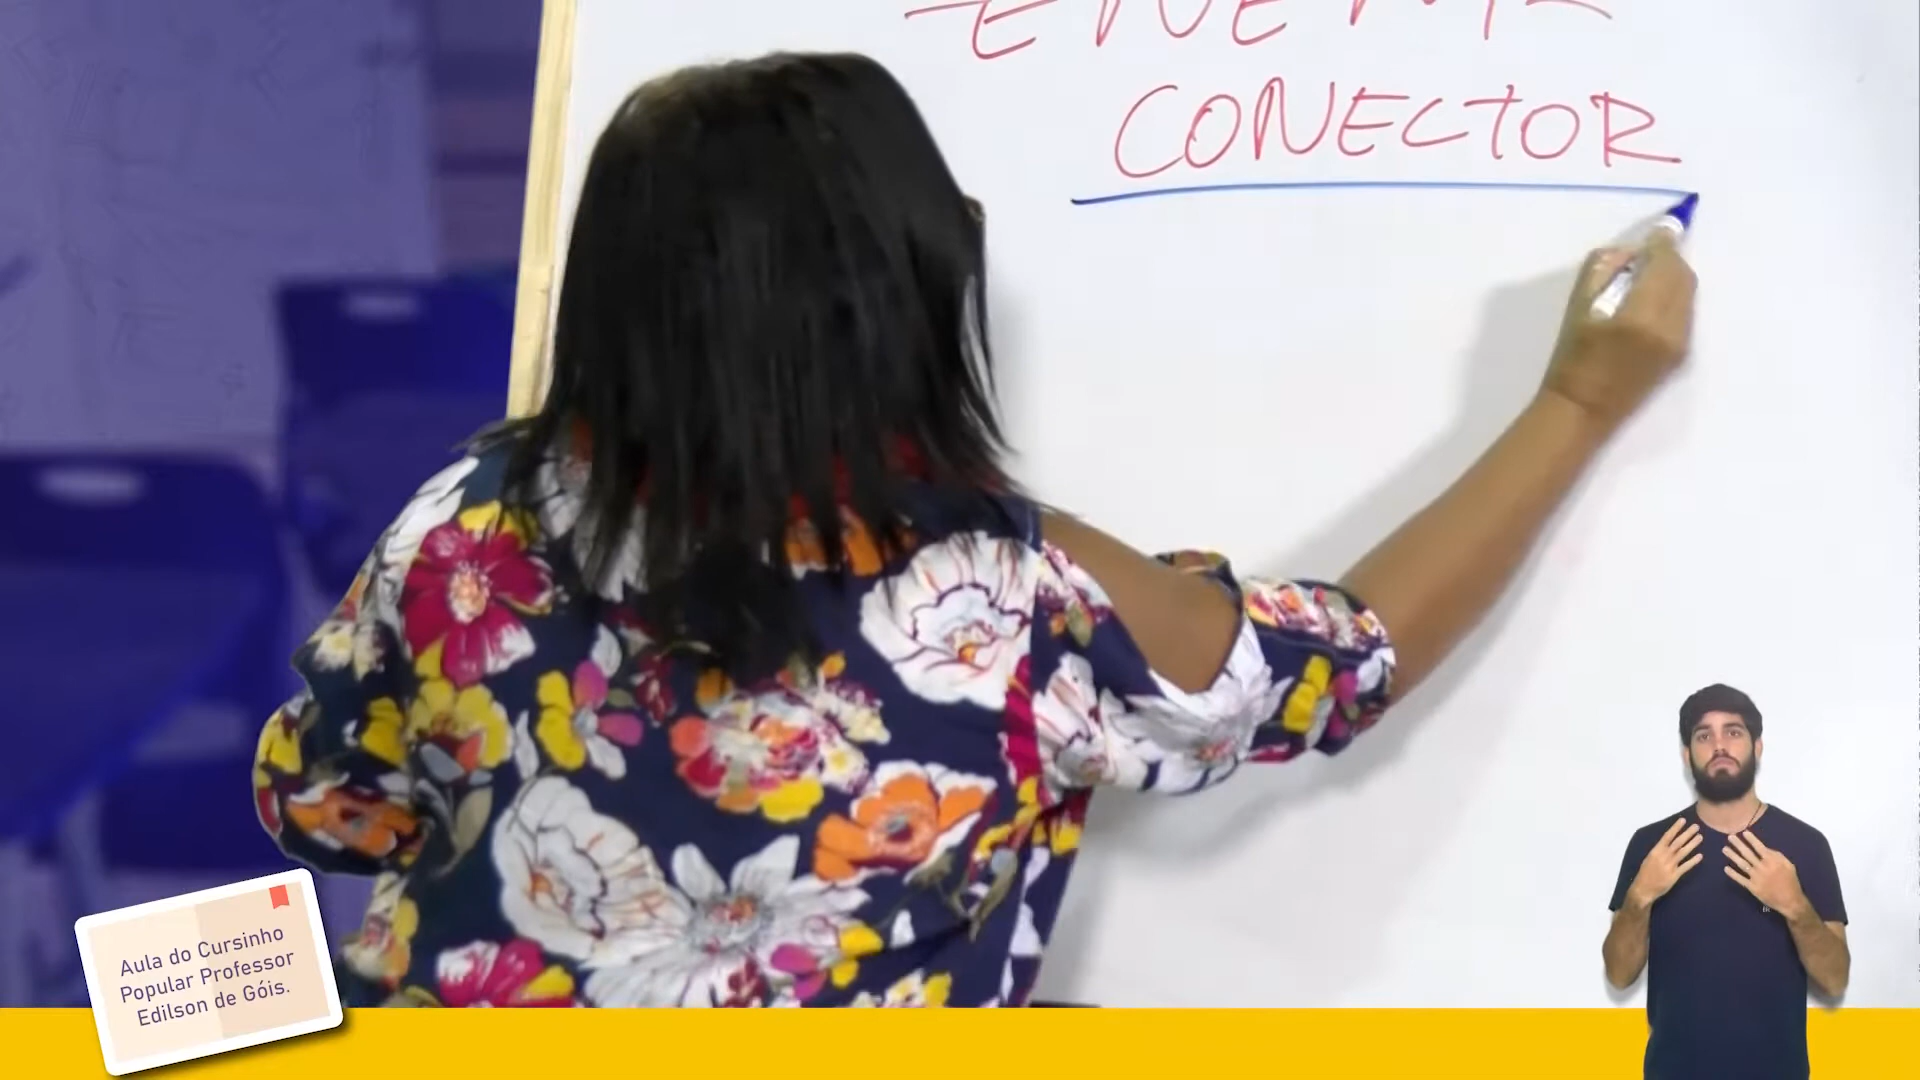 CONECTOR
Aula do Cursinho
Popular Professor
Edilson de Góis.